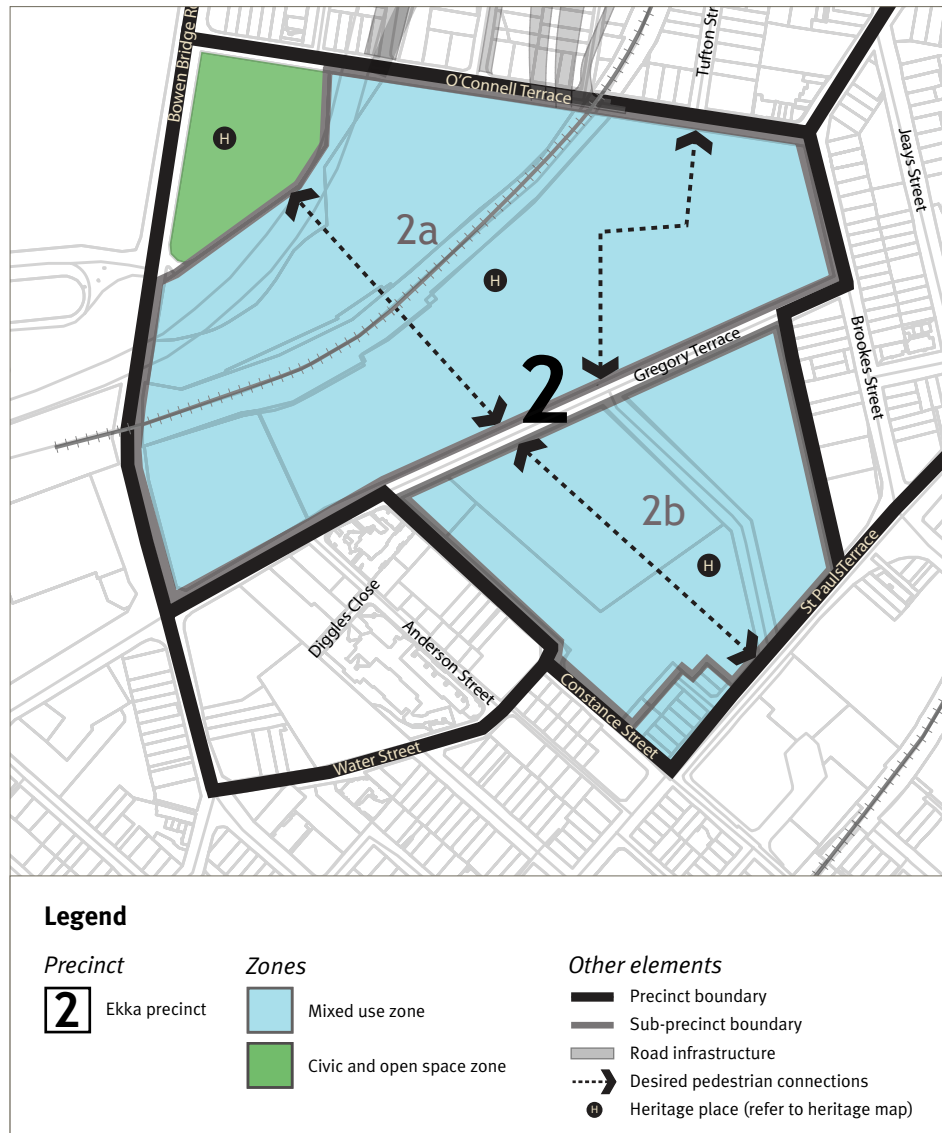 Bowen Bridge R
O'Connell Terrace
Tufton Str
Jeays Street
H
2a
H
2
Gregory Terrace
Brookes Street
2b
H
St Pauls Terrace
Diggles Close
Anderson Street
Constance Street
Water Street
Legend
Precinct
2 Ekka precinct
Zones
Mixed use zone
Civic and open space zone
Other elements
Precinct boundary
Sub-precinct boundary
Road infrastructure
Desired pedestrian connections
H Heritage place (refer to heritage map)